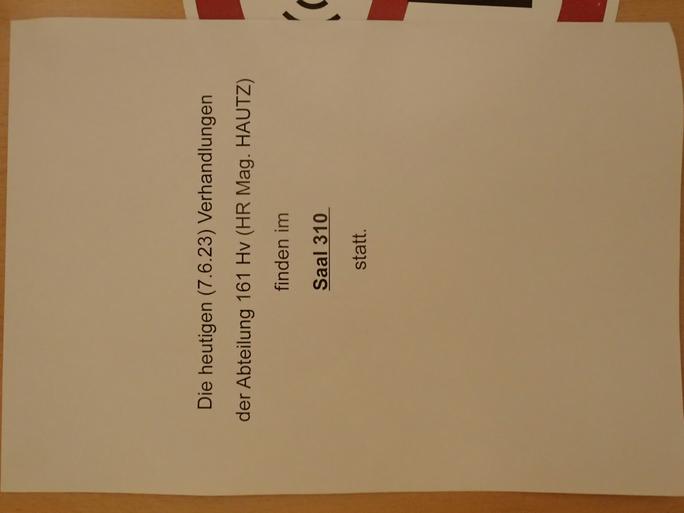 Die heutigen (7.6.23) Verhandlungen
der Abteilung 161 Hv (HR Mag. HAUTZ)
finden im
Saal 310
statt.